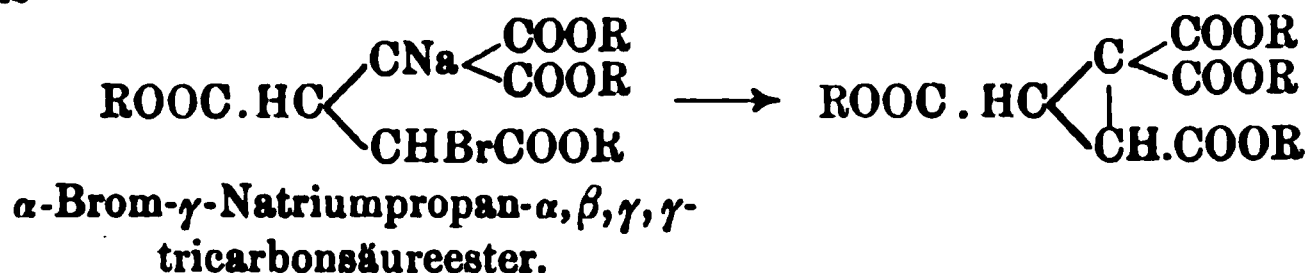 COOR COOR
CNa< C<
COOR COOR
ROOC.HC → ROOC.HC
CHBrCOOR CH.COOR
α-Brom-γ-Natriumpropan-α,β,γ,γ-
tricarbonsäureester.